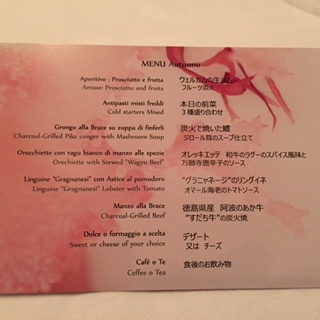 MENU Autunno
Aperitivo : Prosciutto e frutta
Amuse: Prosciutto and fruits
ウェルカムの生ハム
フルーツ添え
Antipasti misti freddi
Cold starters Mixed
本日の前菜
3種盛り合わせ
Grongo alla Brace su zuppa di finferli
Charcoal-Grilled Pike conger with Mashroom Soup
炭火で焼いた鱧
ジロール茸のスープ仕立て
Orecchiette con ragu bianco di manzo alle spezie
Orecchiette with Stewed "Wagyu Beef"
オレッキエッテ 和牛のラグーのスパイス風味と
万願寺唐辛子のソース
Linguine "Gragnanesi" con Astice al pomodoro
Linguine "Gragnanesi" Lobster with Tomato
"グラニャネージ"のリングイネ
オマール海老のトマトソース
Manzo alla Brace
Charcoal-Grilled Beef
徳島県産 阿波のあか牛
"すだち牛"の炭火焼
Dolce o formaggio a scelta
Sweet or cheese of your choice
デザート
又は チーズ
Cafè o Te
Ceffee o Tea
食後のお飲み物